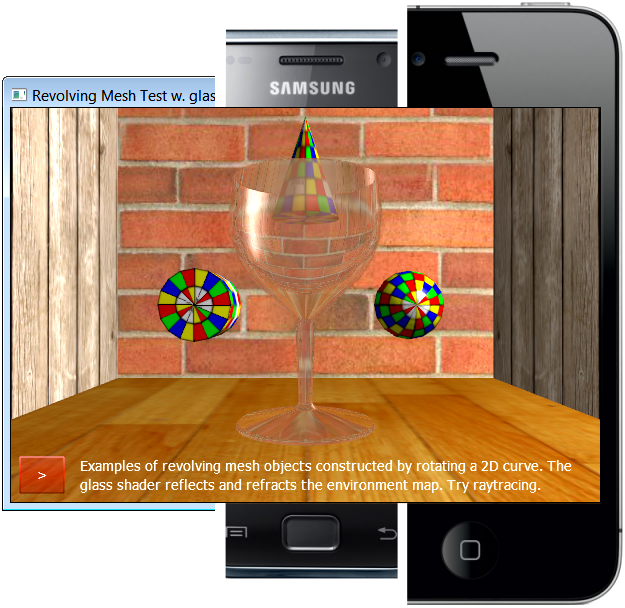 Revolving Mesh Test w. glas
SAMSUNG
>
Examples of revolving mesh objects constructed by rotating a 2D curve. The
glass shader reflects and refracts the environment map. Try raytracing.